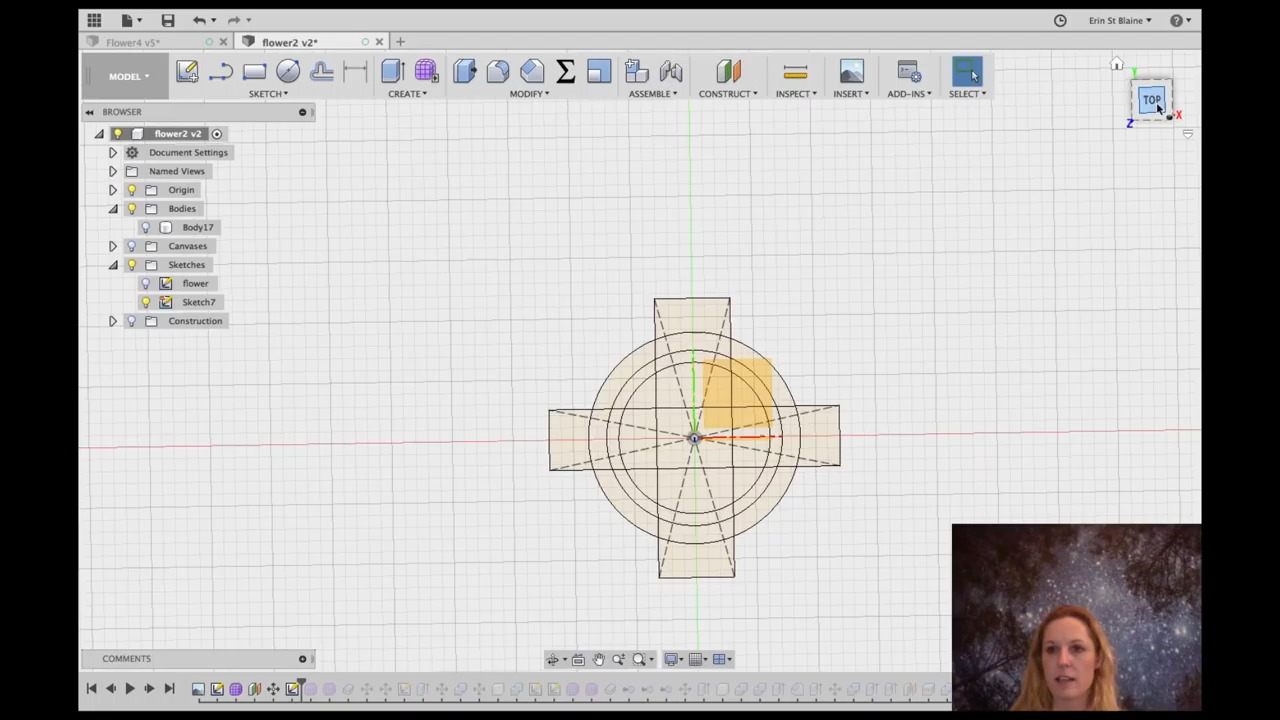 Erin St Blaine
Flower4 v5*
flower2 v2*
MODEL
SKETCH
CREATE
MODIFY
ASSEMBLE
CONSTRUCT
INSPECT
INSERT
ADD-INS
SELECT
TOP
Y
X
Z
BROWSER
flower2 v2
Document Settings
Named Views
Origin
Bodies
Body17
Canvases
Sketches
flower
Sketch7
Construction
COMMENTS